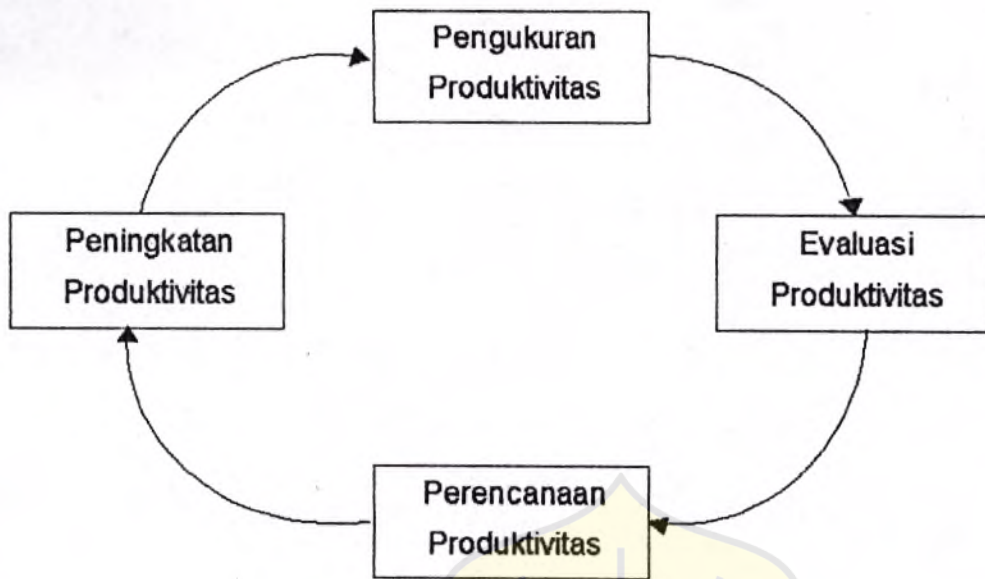 Pengukuran
Produktivitas
Evaluasi
Produktivitas
Perencanaan
Produktivitas
Peningkatan
Produktivitas